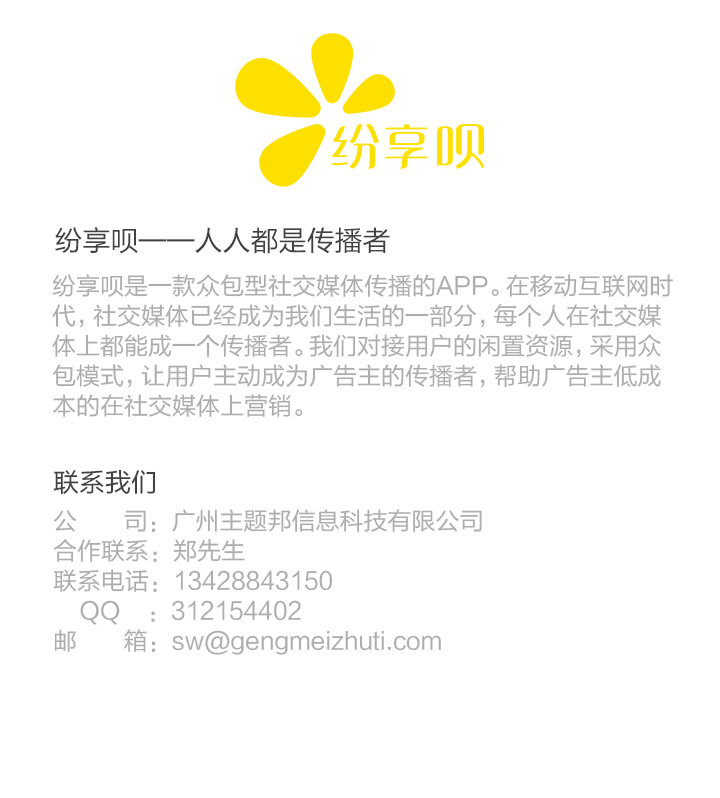 纷享呗
纷享呗——人人都是传播者
纷享呗是一款众包型社交媒体传播的APP。在移动互联网时
代，社交媒体已经成为我们生活的一部分，每个人在社交媒
体上都能成一个传播者。我们对接用户的闲置资源，采用众
包模式，让用户主动成为广告主的传播者，帮助广告主低成
本的在社交媒体上营销。
联系我们
公　　司：广州主题邦信息科技有限公司
合作联系：郑先生
联系电话：13428843150
QQ　：312154402
邮　　箱：sw@gengmeizhuti.com